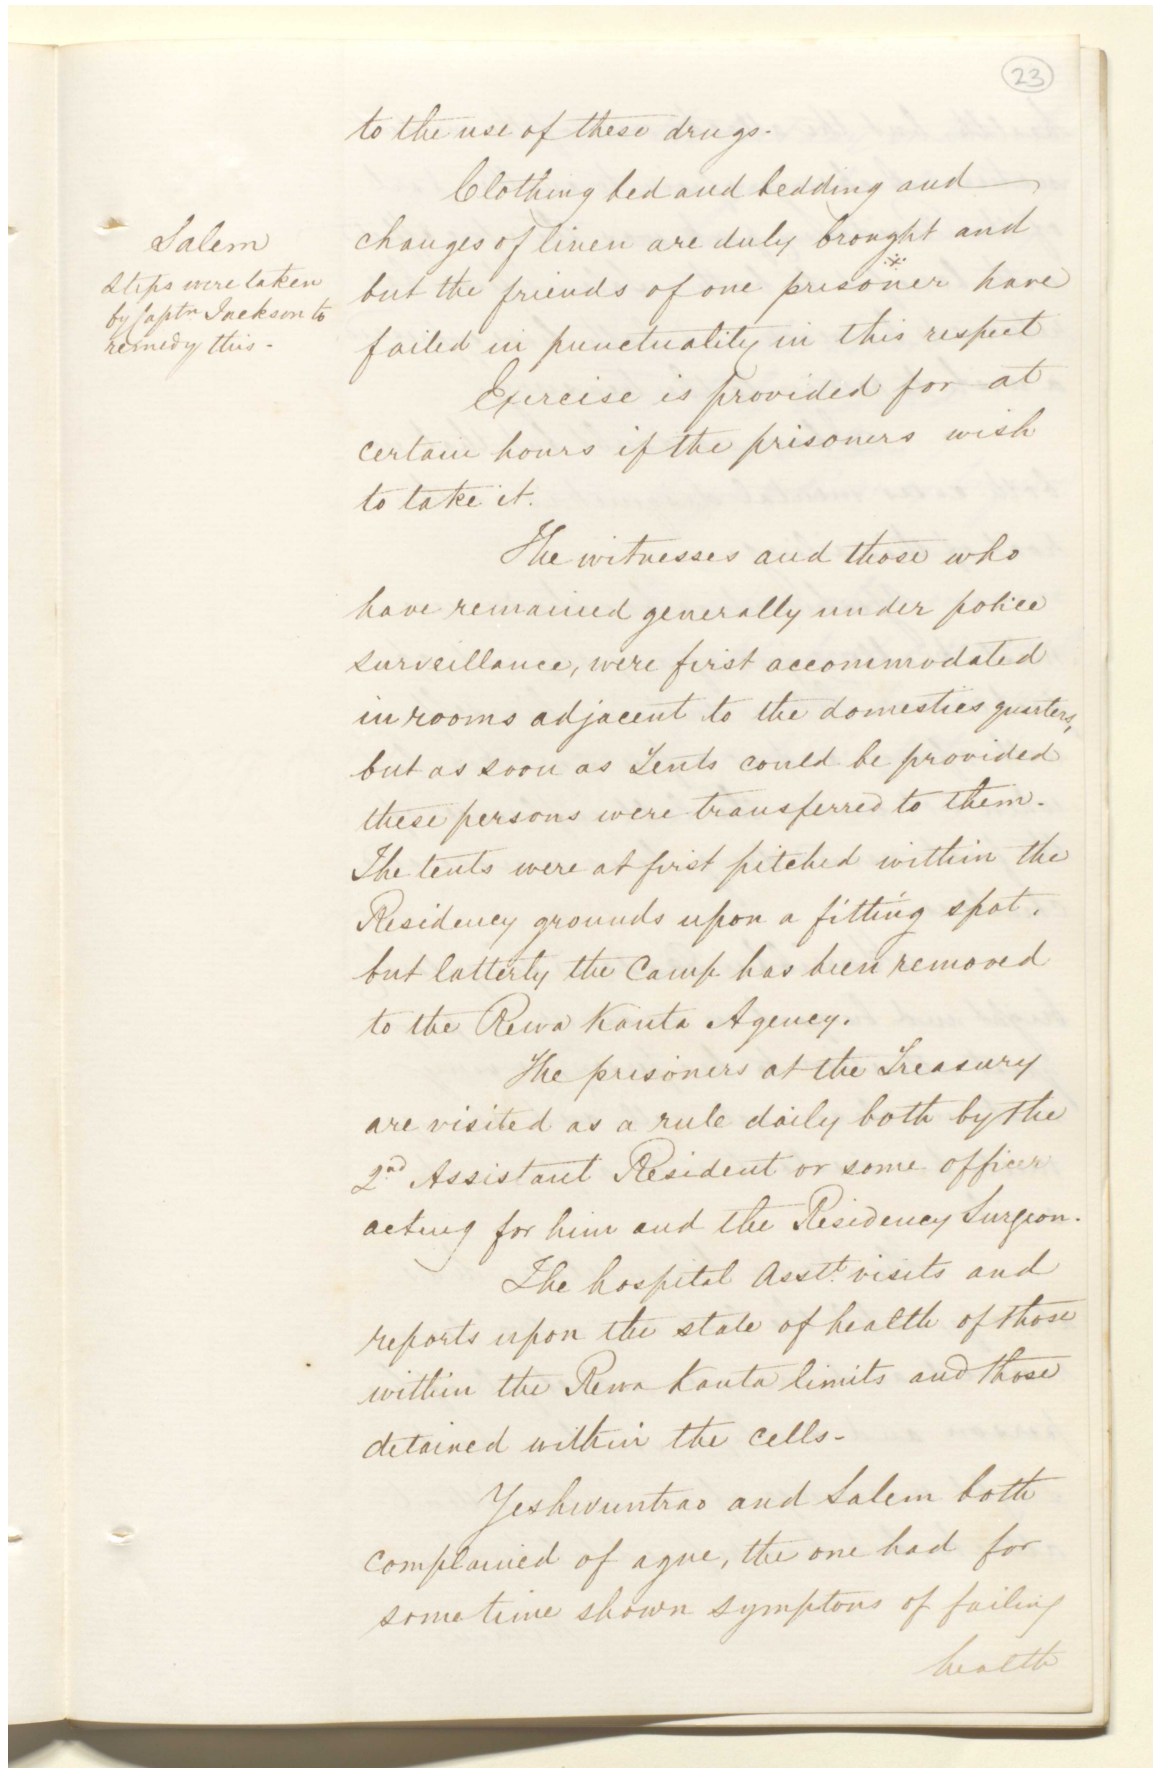 23
to the use of these drugs.
Clothing bed and bedding and
changes of linen are duly brought and
but the friends of one prisoner * have
failed in punctuality in this respect
Salem
steps were taken
by Captn Jackson to
remedy this -
Exercise is provided for at
certain hours if the prisoners wish
to take it.
The witnesses and those who
have remained generally under police
surveillance, were first accommodated
in rooms adjacent to the domestics quarters,
but as soon as Tents could be provided
these persons were transferred to them.
The tents were at first pitched within the
Residency grounds upon a fitting spot,
but latterly the Camp has been removed
to the Rewa Kanta Agency.
The prisoners at the Treasury
are visited as a rule daily both by the
2nd Assistant Resident or some officer
acting for him and the Residency Surgeon.
The hospital Asstt. visits and
reports upon the state of health of those
within the Rewa Kanta limits and those
detained within the cells -
Yeshwuntrao and Salem both
complained of ague, the one had for
some time shown symptons of failing
health